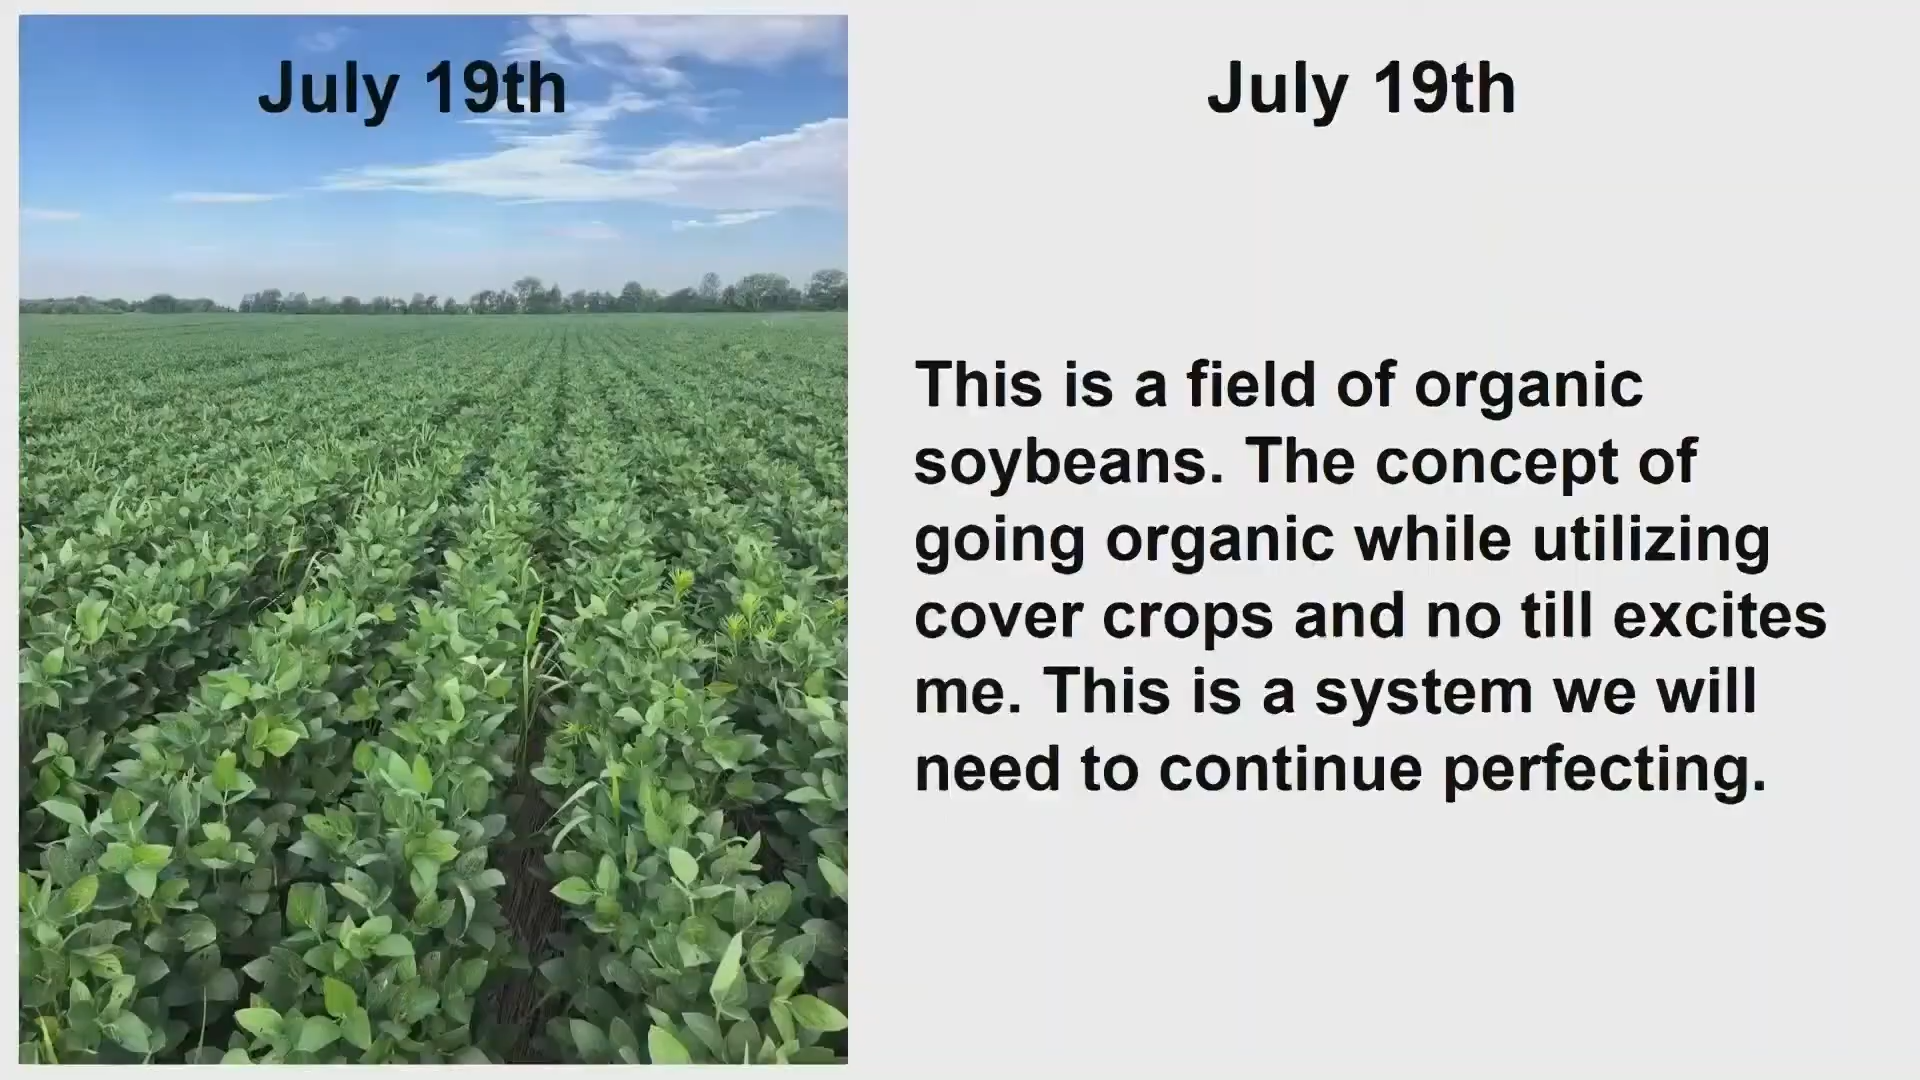 July 19th
July 19th
This is a field of organic
soybeans. The concept of
going organic while utilizing
cover crops and no till excites
me. This is a system we will
need to continue perfecting.